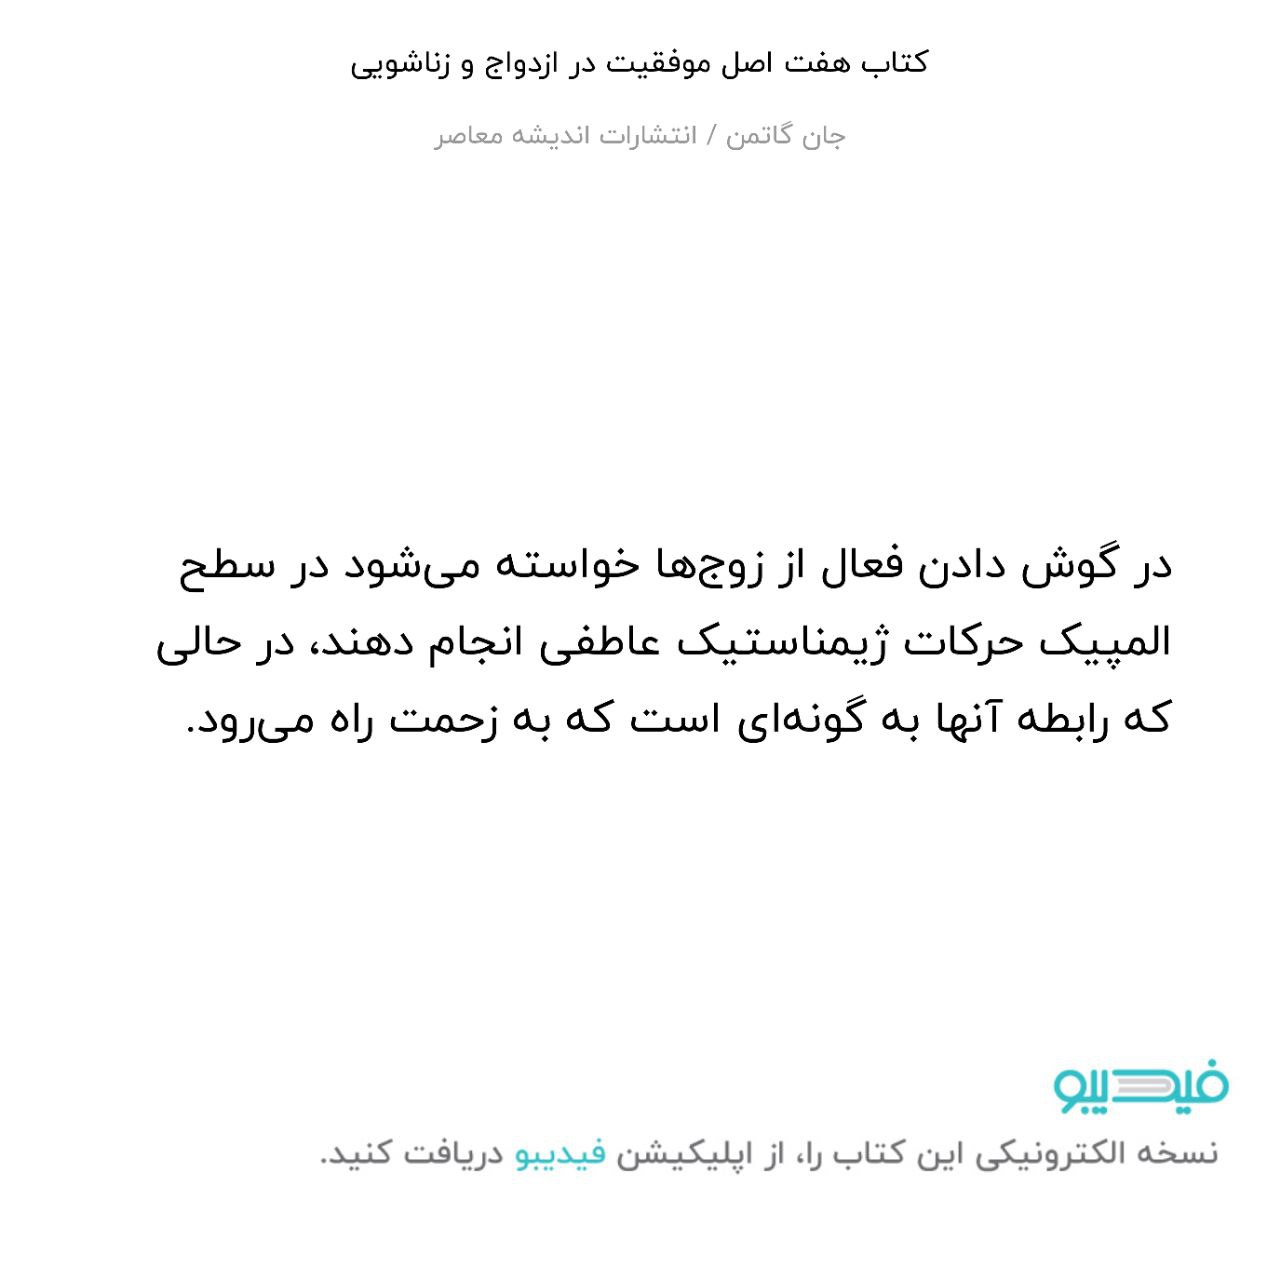 کتاب هفت اصل موفقیت در ازدواج و زناشویی
جان گاتمن / انتشارات اندیشه معاصر
در گوش دادن فعال از زوج‌ها خواسته می‌شود در سطح
المپیک حرکات ژیمناستیک عاطفی انجام دهند، در حالی
که رابطه آنها به گونه‌ای است که به زحمت راه می‌رود.
فیدیبو
نسخه الکترونیکی این کتاب را، از اپلیکیشن فیدیبو دریافت کنید.